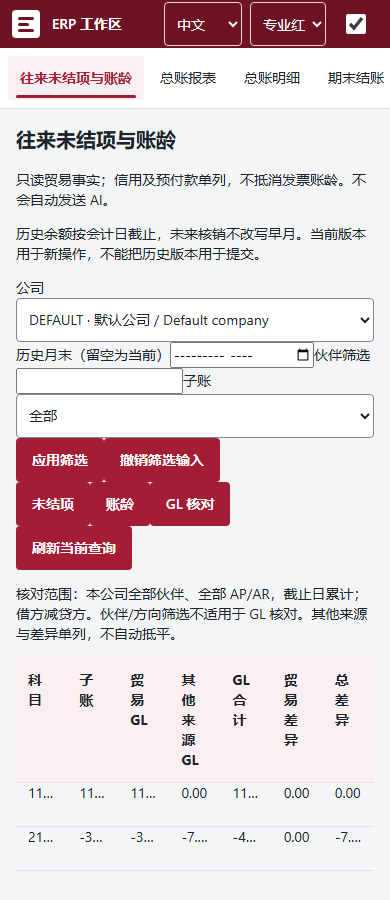 ERP 工作区 中文 专业红
往来未结项与账龄 总账报表 总账明细 期末结账
往来未结项与账龄
只读贸易事实；信用及预付款单列，不抵消发票账龄。不
会自动发送 AI。
历史余额按会计日截止，未来核销不改写早月。当前版本
用于新操作，不能把历史版本用于提交。
公司
DEFAULT · 默认公司 / Default company
历史月末（留空为当前） --------- ---- 伙伴筛选
子账
全部
应用筛选 撤销筛选输入
未结项 账龄 GL 核对
刷新当前查询
核对范围：本公司全部伙伴、全部 AP/AR，截止日累计；
借方减贷方。伙伴/方向筛选不适用于 GL 核对。其他来源
与差异单列，不自动抵平。
科目 子账 贸易 GL 其他来源 GL GL 合计 贸易差异 总差异
11... 11... 11... 0.00 11... 0.00 0.00
21... -3... -3... -7.... -4... 0.00 -7....